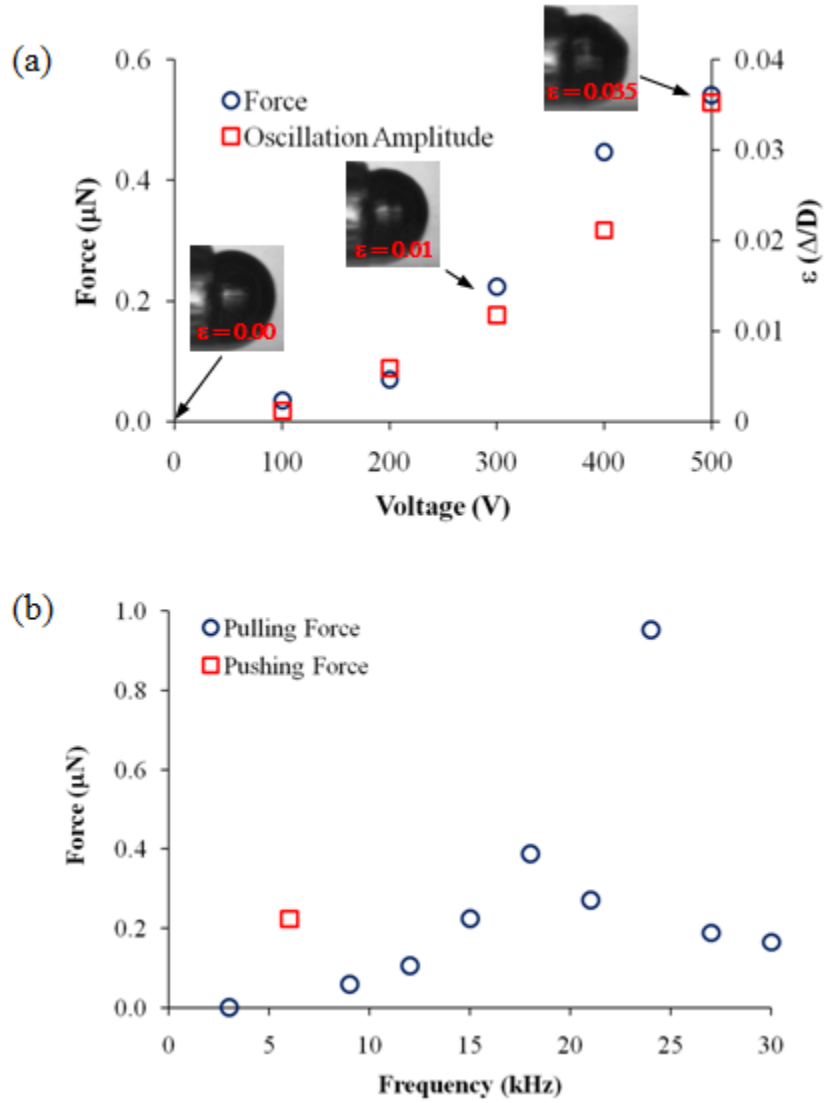 (a)
0.6
0.4
0.2
0.0
Force (µN)
Force
Oscillation Amplitude
ε = 0.00
ε = 0.01
ε = 0.035
0.04
0.03
0.02
0.01
0
ε (Δ/D)
0 100 200 300 400 500
Voltage (V)
(b)
1.0
0.8
0.6
0.4
0.2
0.0
Force (µN)
Pulling Force
Pushing Force
0 5 10 15 20 25 30
Frequency (kHz)